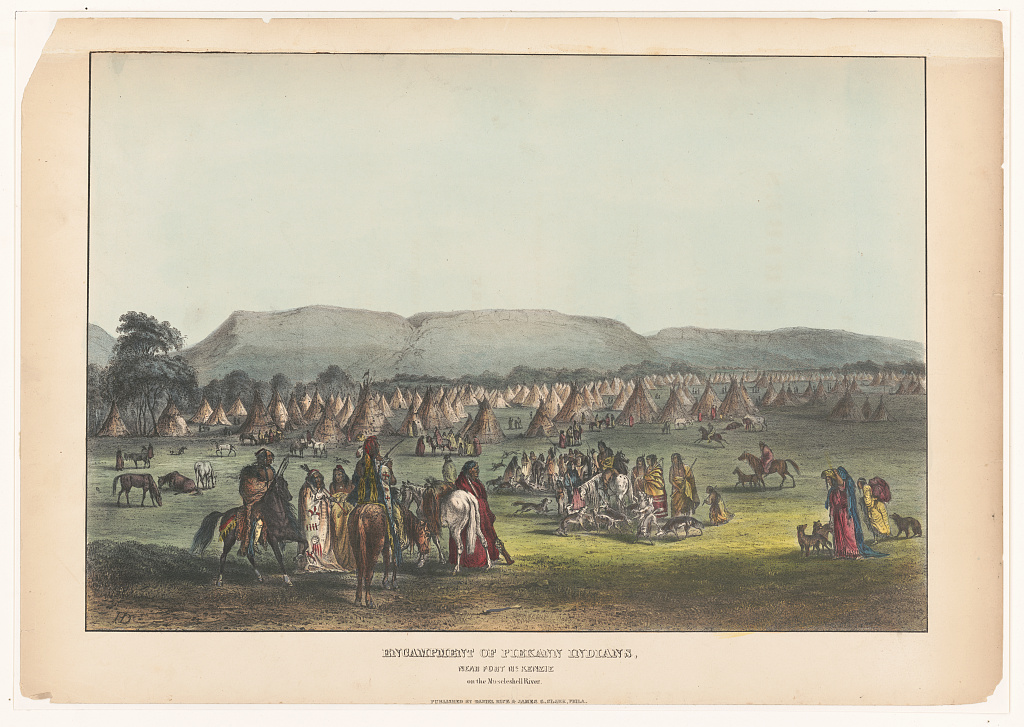 ENCAMPMENT OF PIEKANN INDIANS,
NEAR FORT Mc. KENZIE
on the Muscleshell River.
PUBLISHED BY DANIEL RICE & JAMES G. CLARK, PHILA.